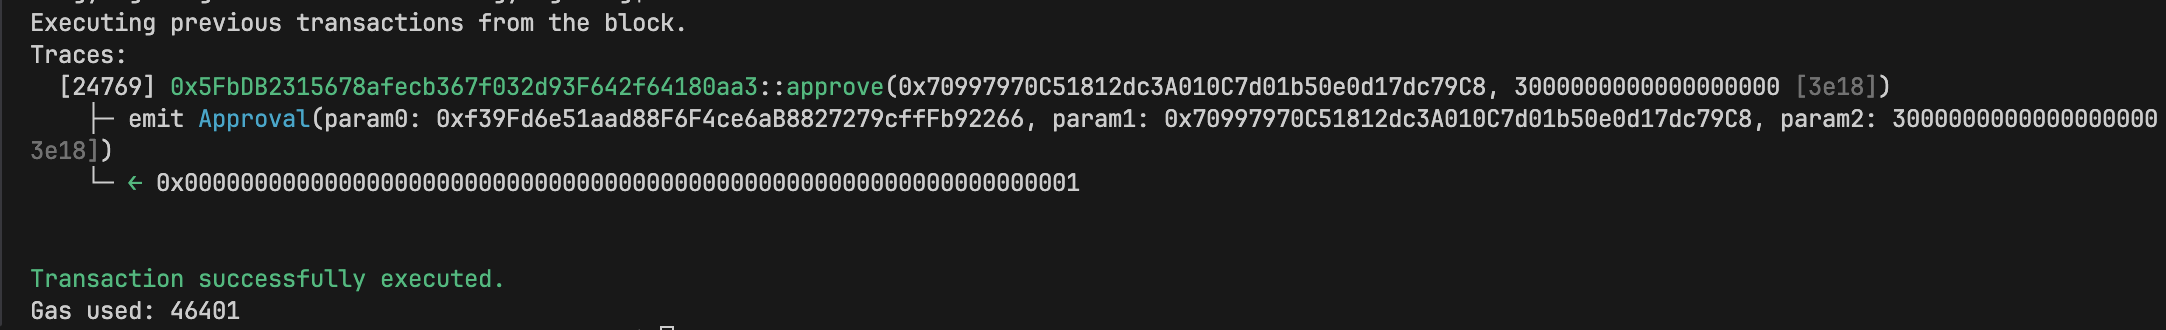 Executing previous transactions from the block.
Traces:
[24769] 0x5FbDB2315678afecb367f032d93F642f64180aa3::approve(0x70997970C51812dc3A010C7d01b50e0d17dc79C8, 3000000000000000000 [3e18])
├─ emit Approval(param0: 0xf39Fd6e51aad88F6F4ce6aB8827279cffFb92266, param1: 0x70997970C51812dc3A010C7d01b50e0d17dc79C8, param2: 3000000000000000000
3e18])
└─ ← 0x0000000000000000000000000000000000000000000000000000000000000001
Transaction successfully executed.
Gas used: 46401